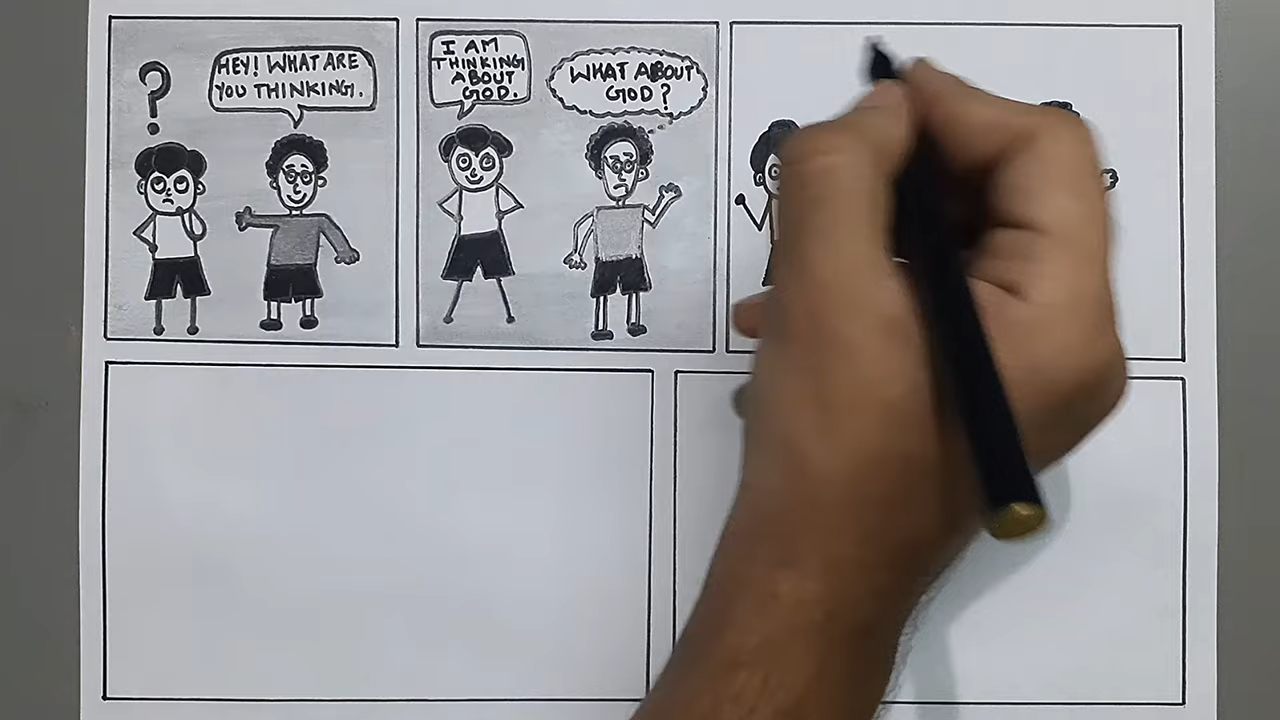 ?
HEY! WHAT ARE
YOU THINKING.
I AM
THINKING
ABOUT
GOD.
WHAT ABOUT
GOD?